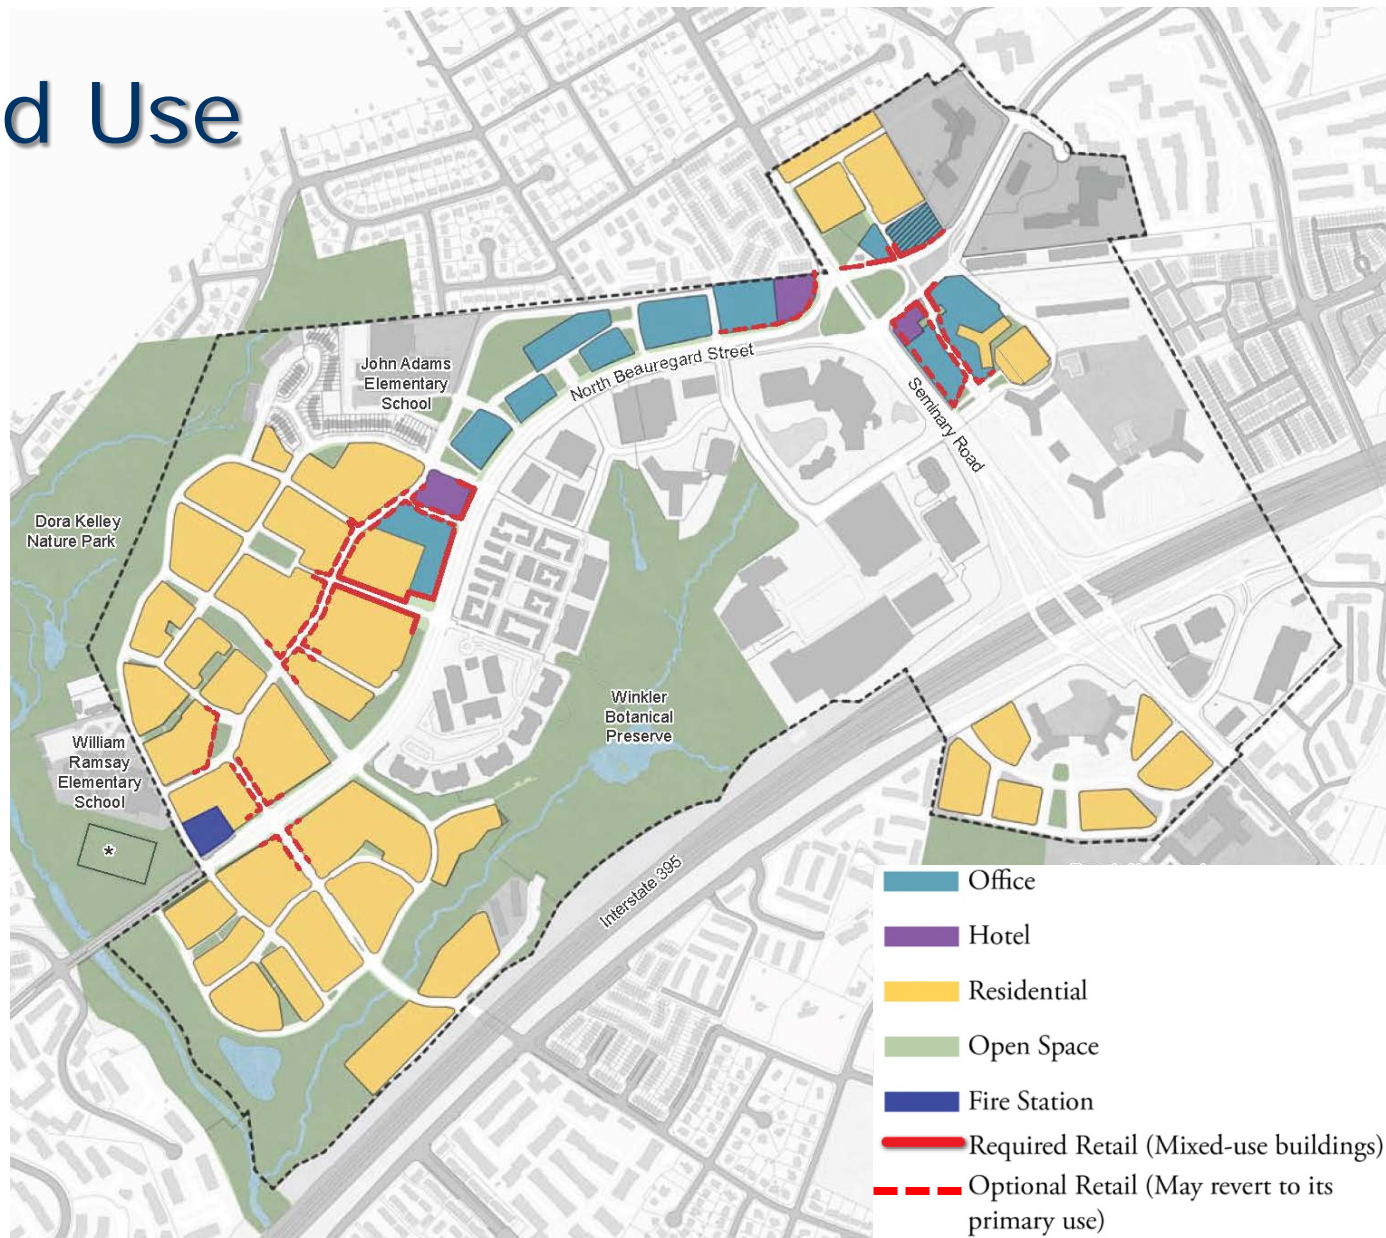 d Use
John Adams
Elementary
School
North Beauregard Street
Seminary Road
Dora Kelley
Nature Park
Winkler
Botanical
Preserve
William
Ramsay
Elementary
School
*
Interstate 395
Office
Hotel
Residential
Open Space
Fire Station
Required Retail (Mixed-use buildings)
Optional Retail (May revert to its
primary use)